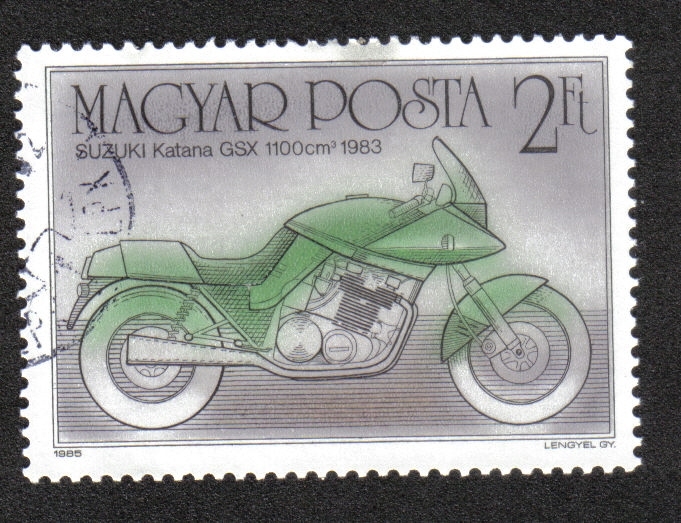 MAGYAR POSTA 2Ft
SUZUKI Katana GSX 1100cm³ 1983
1985 LENGYEL GY.